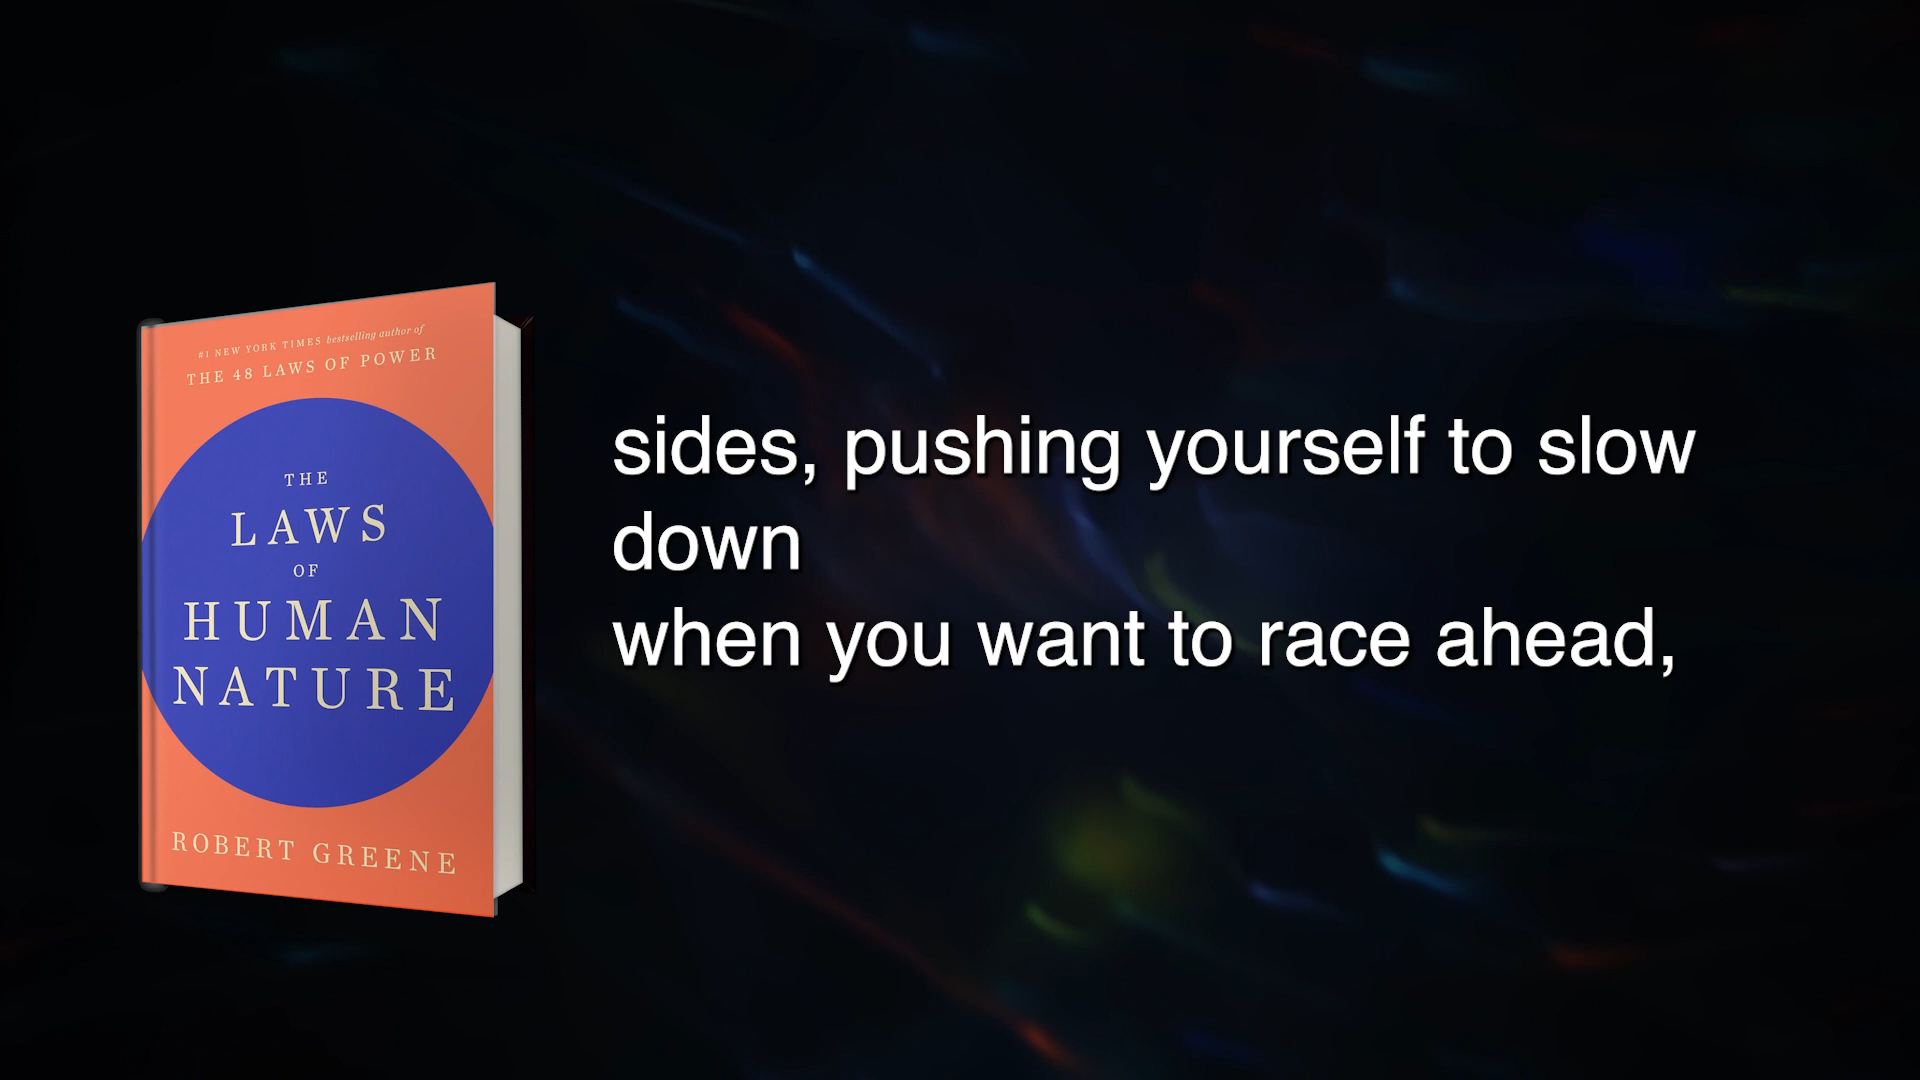 #1 NEW YORK TIMES bestselling author of
THE 48 LAWS OF POWER
THE
LAWS
OF
HUMAN
NATURE
ROBERT GREENE
sides, pushing yourself to slow
down
when you want to race ahead,